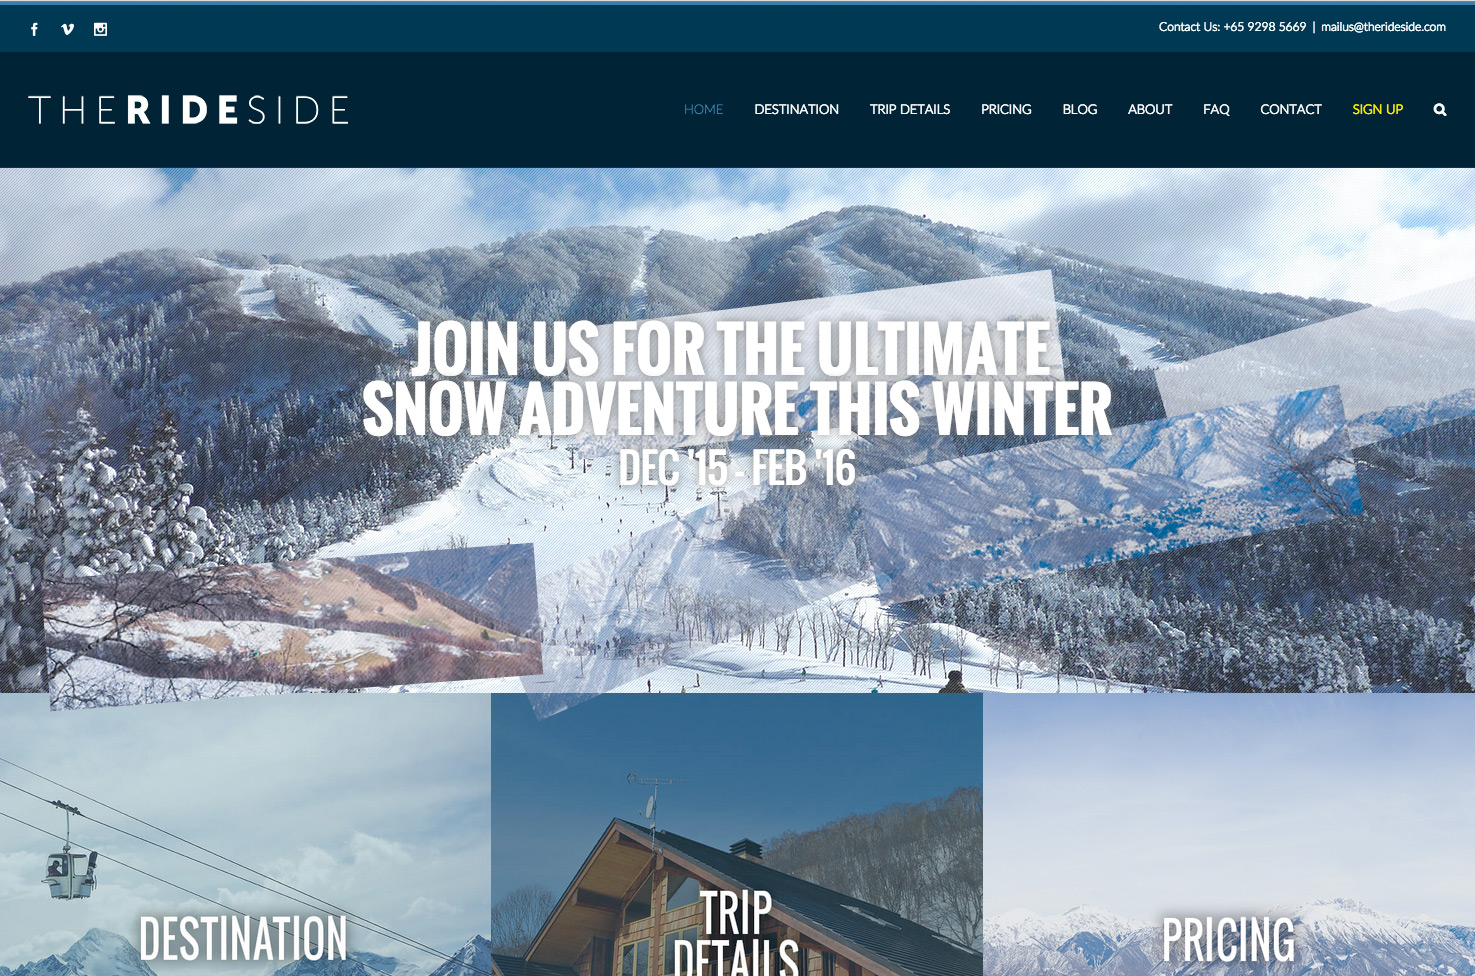 Contact Us: +65 9298 5669 | mailus@therideside.com
THERIDESIDE
HOME DESTINATION TRIP DETAILS PRICING BLOG ABOUT FAQ CONTACT SIGN UP
JOIN US FOR THE ULTIMATE
SNOW ADVENTURE THIS WINTER
DEC '15 - FEB '16
DESTINATION
TRIP
DETAILS
PRICING